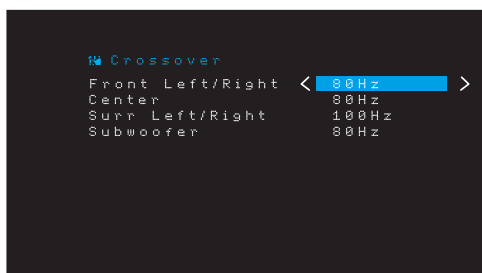 Crossover
Front Left/Right < 80Hz >
Center 80Hz
Surr Left/Right 100Hz
Subwoofer 80Hz